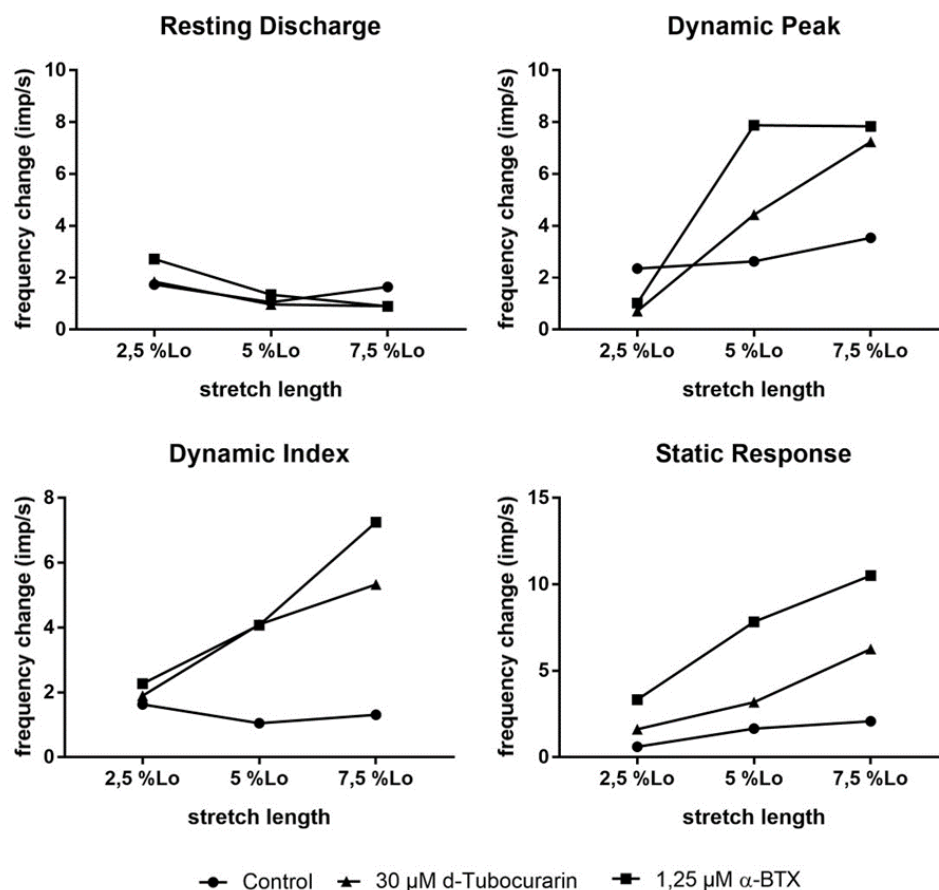 Resting Discharge
frequency change (imp/s)
10
8
6
4
2
0
2,5 %Lo 5 %Lo 7,5 %Lo
stretch length
Dynamic Peak
frequency change (imp/s)
10
8
6
4
2
0
2,5 %Lo 5 %Lo 7,5 %Lo
stretch length
Dynamic Index
frequency change (imp/s)
8
6
4
2
0
2,5 %Lo 5 %Lo 7,5 %Lo
stretch length
Static Response
frequency change (imp/s)
15
10
5
0
2,5 %Lo 5 %Lo 7,5 %Lo
stretch length
Control 30 µM d-Tubocurarin 1,25 µM α-BTX